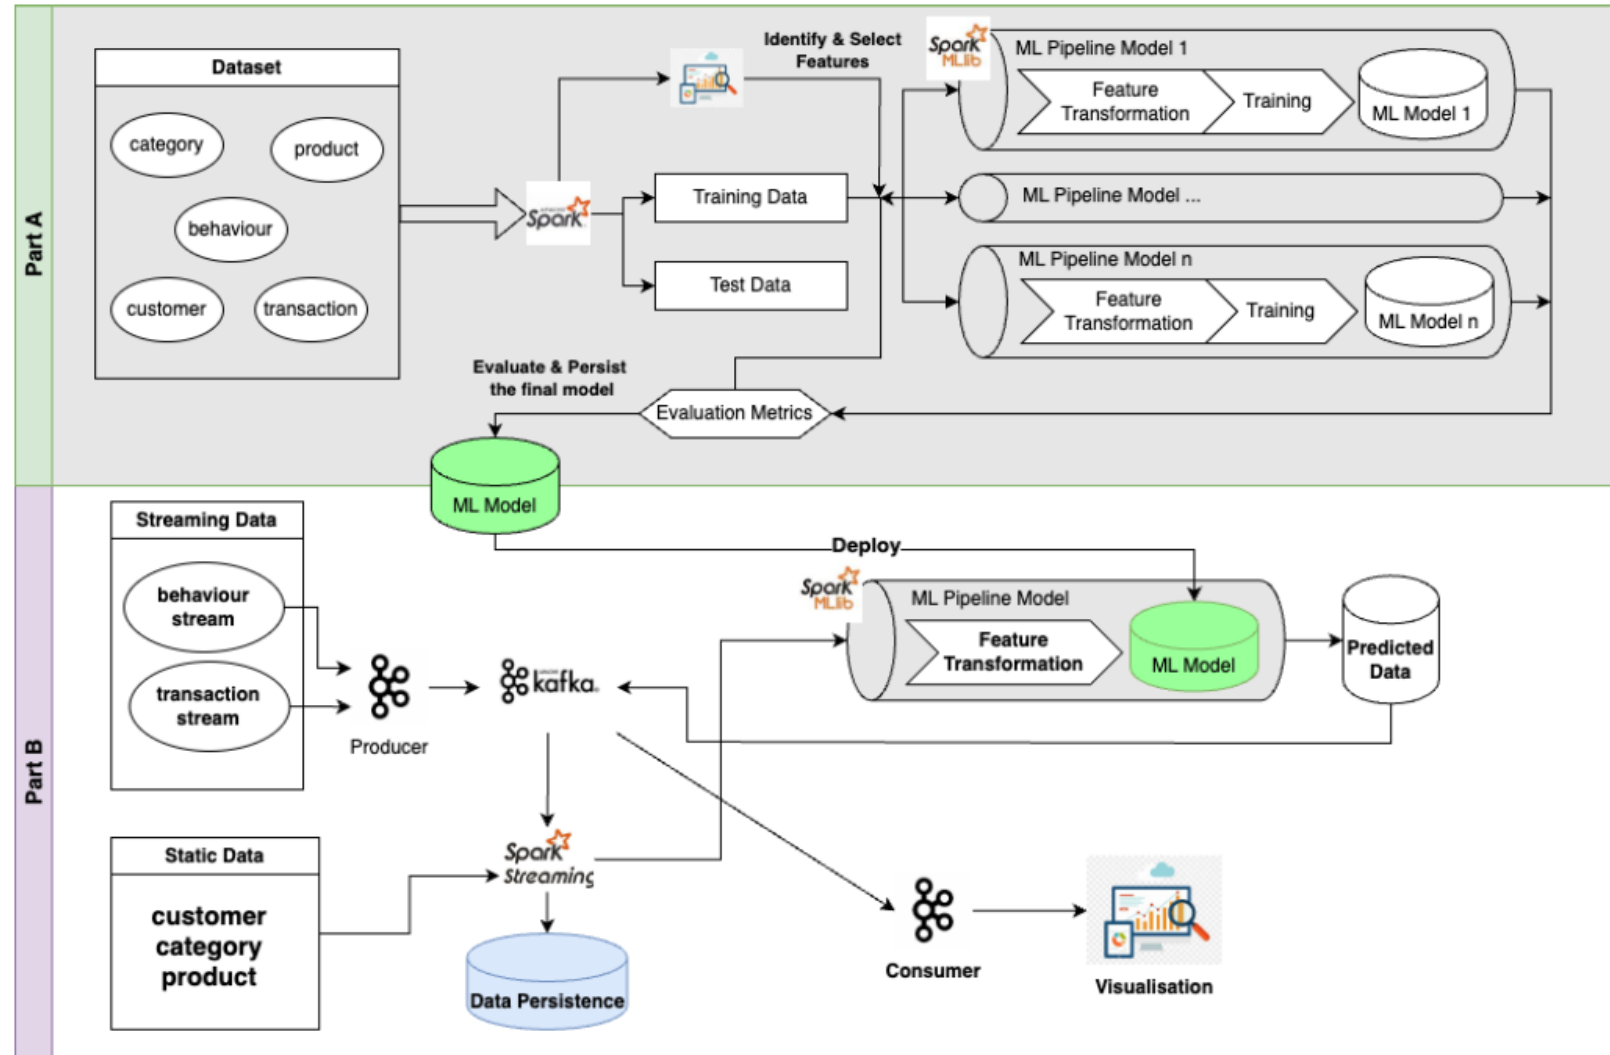 Part A
Dataset
category
product
behaviour
customer
transaction
Spark
Identify & Select
Features
Training Data
Test Data
Spark
MLlib
ML Pipeline Model 1
Feature
Transformation
Training
ML Model 1
ML Pipeline Model ...
ML Pipeline Model n
Feature
Transformation
Training
ML Model n
Evaluate & Persist
the final model
Evaluation Metrics
ML Model
Part B
Streaming Data
behaviour
stream
transaction
stream
Producer
kafka
Deploy
Spark
MLlib
ML Pipeline Model
Feature
Transformation
ML Model
Predicted
Data
Static Data
customer
category
product
Spark
Streaming
Data Persistence
Consumer
Visualisation